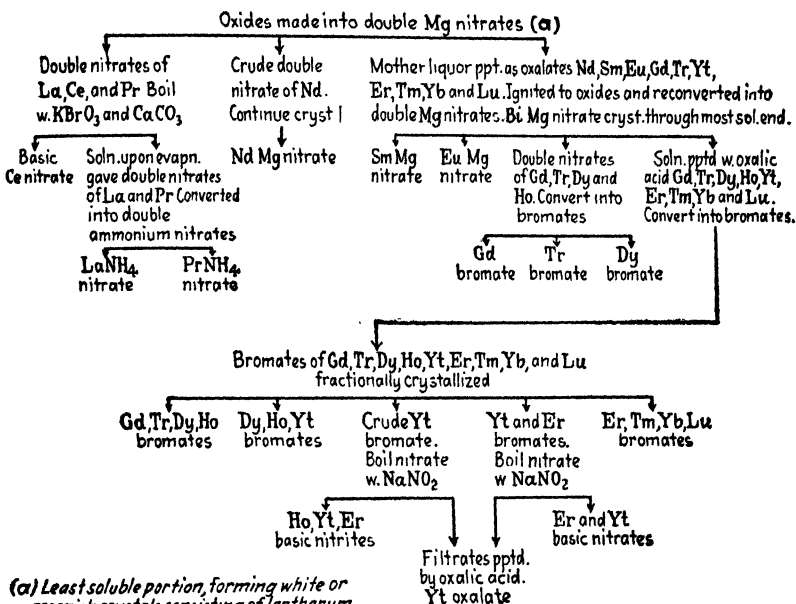 Oxides made into double Mg nitrates (a)
Double nitrates of
La, Ce, and Pr Boil
w. KBrO₃ and CaCO₃
Crude double
nitrate of Nd.
Continue cryst |
Mother liquor ppt. as oxalates Nd, Sm, Eu, Gd, Tr, Yt,
Er, Tm, Yb and Lu. Ignited to oxides and reconverted into
double Mg nitrates. Bi Mg nitrate cryst. through most sol. end.
Basic
Ce nitrate
Soln. upon evapn.
gave double nitrates
of La and Pr Converted
into double
ammonium nitrates
Nd Mg nitrate
Sm Mg
nitrate
Eu Mg
nitrate
Double nitrates
of Gd, Tr, Dy and
Ho. Convert into
bromates
Soln. pptd w. oxalic
acid Gd, Tr, Dy, Ho, Yt,
Er, Tm, Yb and Lu.
Convert into bromates.
LaNH₄
nitrate
PrNH₄
nitrate
Gd
bromate
Tr
bromate
Dy
bromate
Bromates of Gd, Tr, Dy, Ho, Yt, Er, Tm, Yb, and Lu
fractionally crystallized
Gd, Tr, Dy, Ho
bromates
Dy, Ho, Yt
bromates
Crude Yt
bromate.
Boil nitrate
w. NaNO₂
Yt and Er
bromates.
Boil nitrate
w NaNO₂
Er, Tm, Yb, Lu
bromates
Ho, Yt, Er
basic nitrites
Er and Yt
basic nitrates
Filtrates pptd.
by oxalic acid.
Yt oxalate
(a) Least soluble portion, forming white or
crystals consisting of lanthanum